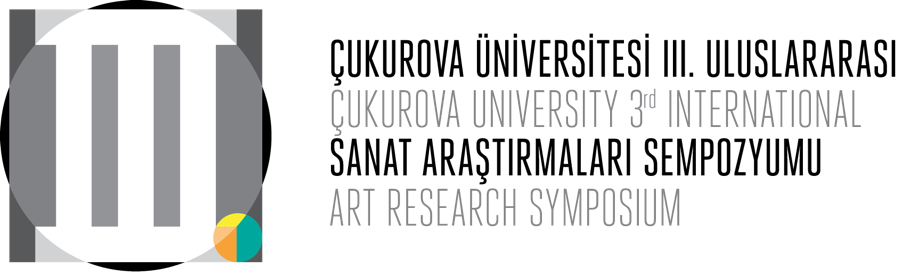 ÇUKUROVA ÜNİVERSİTESİ III. ULUSLARARASI
ÇUKUROVA UNIVERSITY 3rd INTERNATIONAL
SANAT ARAŞTIRMALARI SEMPOZYUMU
ART RESEARCH SYMPOSIUM